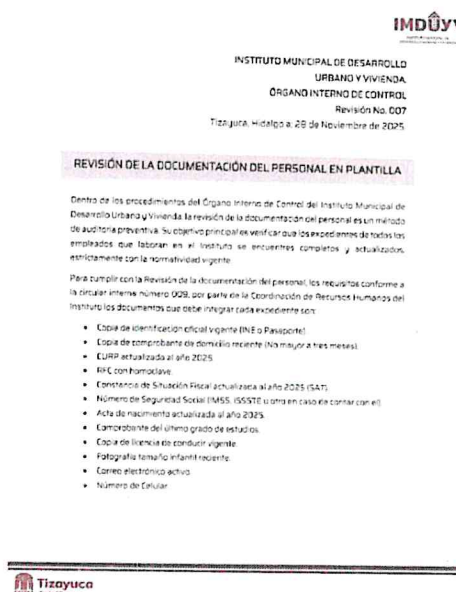 IMDUyV
INSTITUTO MUNICIPAL DE DESARROLLO
URBANO Y VIVIENDA.
ÓRGANO INTERNO DE CONTROL
Revisión No. 007
Tizayuca, Hidalgo a; 28 de Noviembre de 2025
REVISIÓN DE LA DOCUMENTACIÓN DEL PERSONAL EN PLANTILLA
Dentro de los procedimientos del Órgano Interno de Control del Instituto Municipal de
Desarrollo Urbano y Vivienda, la revisión de la documentación del personal es un método
de auditoría preventiva. Su objetivo principal es verificar que los expedientes de todos los
empleados que laboran en el Instituto se encuentres completos y actualizados,
estrictamente con la normatividad vigente.
Para cumplir con la Revisión de la documentación del personal, los requisitos conforme a
la circular interna número 009, por parte de la Coordinación de Recursos Humanos del
Instituto los documentos que debe integrar cada expediente son:
• Copia de identificación oficial vigente (INE o Pasaporte).
• Copia de comprobante de domicilio reciente (No mayor a tres meses).
• CURP actualizada al año 2025.
• RFC con homoclave.
• Constancia de Situación Fiscal actualizada al año 2025 (SAT).
• Número de Seguridad Social (IMSS, ISSSTE u otro en caso de contar con el).
• Acta de nacimiento actualizada al año 2025.
• Comprobante del último grado de estudios.
• Copia de licencia de conducir vigente.
• Fotografía tamaño infantil reciente.
• Correo electrónico activo.
• Número de Celular.
Tizayuca